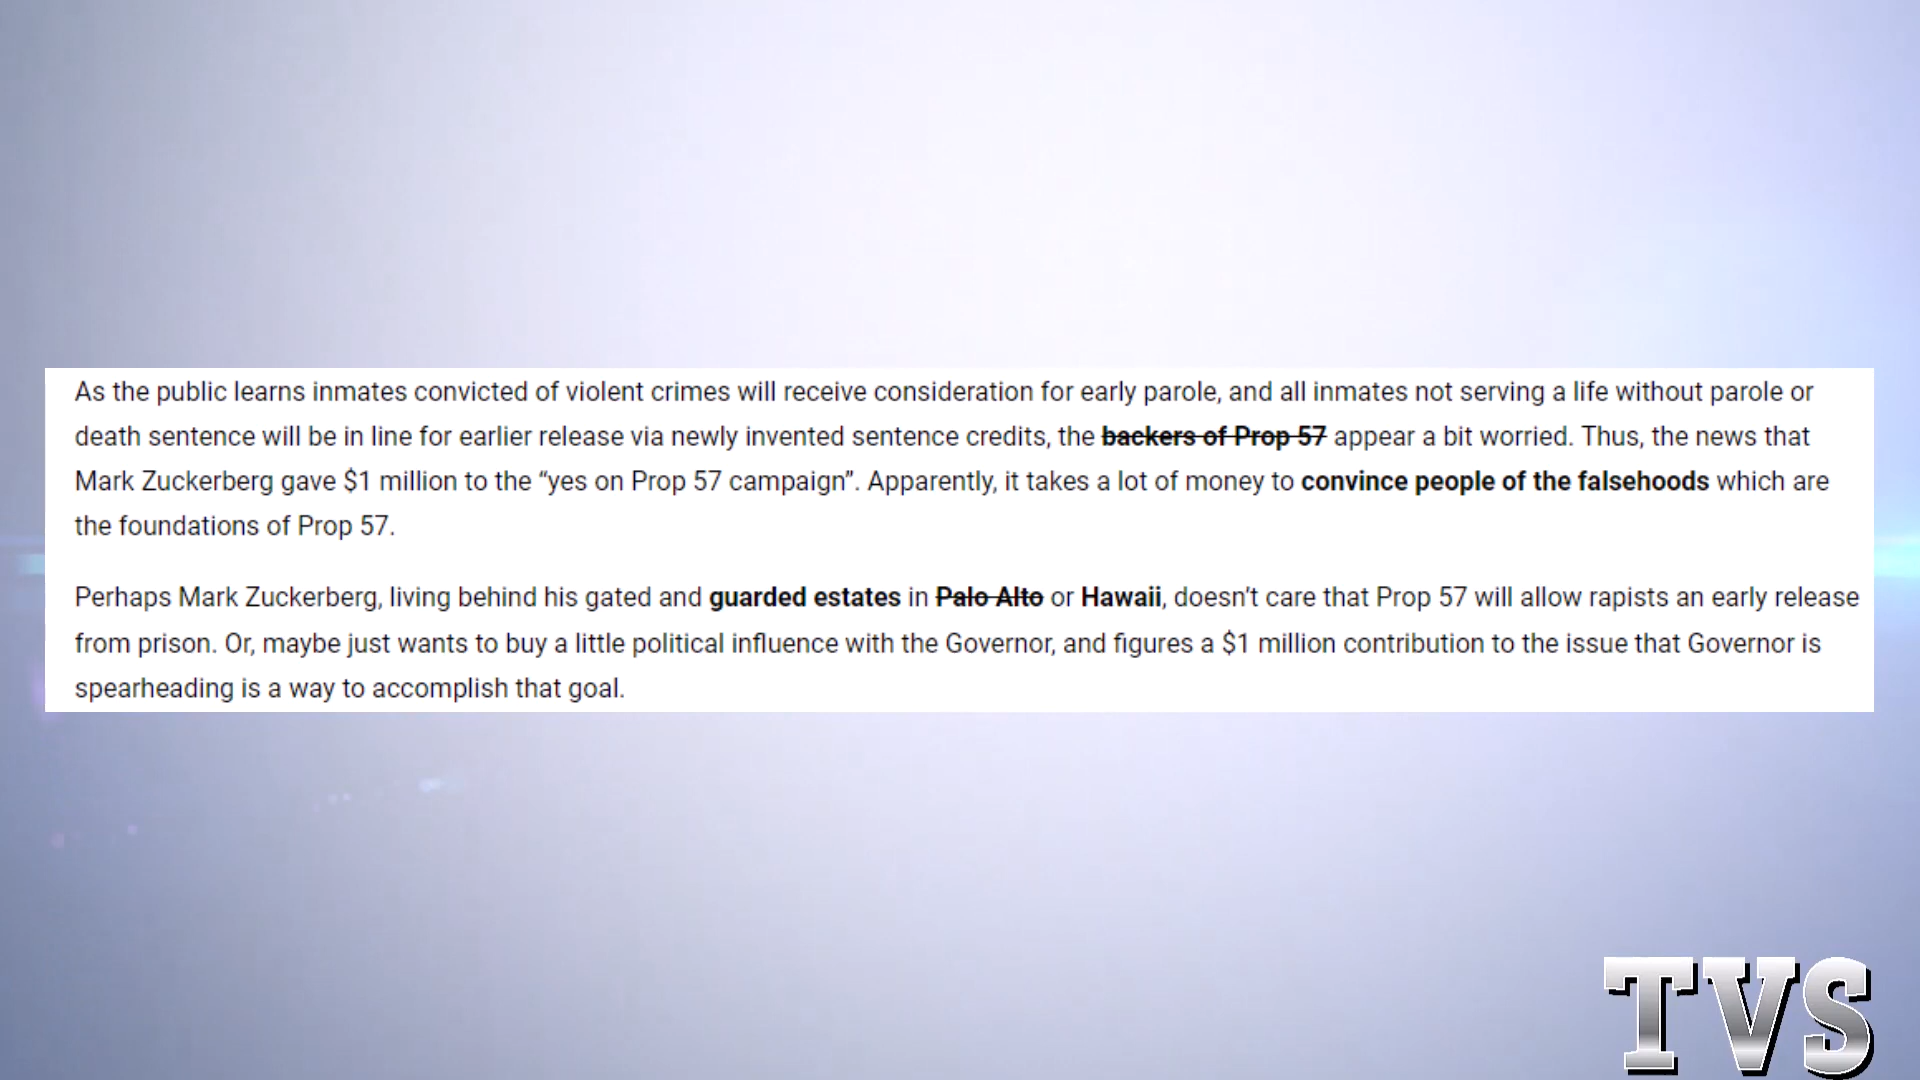 As the public learns inmates convicted of violent crimes will receive consideration for early parole, and all inmates not serving a life without parole or
death sentence will be in line for earlier release via newly invented sentence credits, the backers of Prop 57 appear a bit worried. Thus, the news that
Mark Zuckerberg gave $1 million to the “yes on Prop 57 campaign”. Apparently, it takes a lot of money to convince people of the falsehoods which are
the foundations of Prop 57.
Perhaps Mark Zuckerberg, living behind his gated and guarded estates in Palo Alto or Hawaii, doesn’t care that Prop 57 will allow rapists an early release
from prison. Or, maybe just wants to buy a little political influence with the Governor, and figures a $1 million contribution to the issue that Governor is
spearheading is a way to accomplish that goal.
TVS